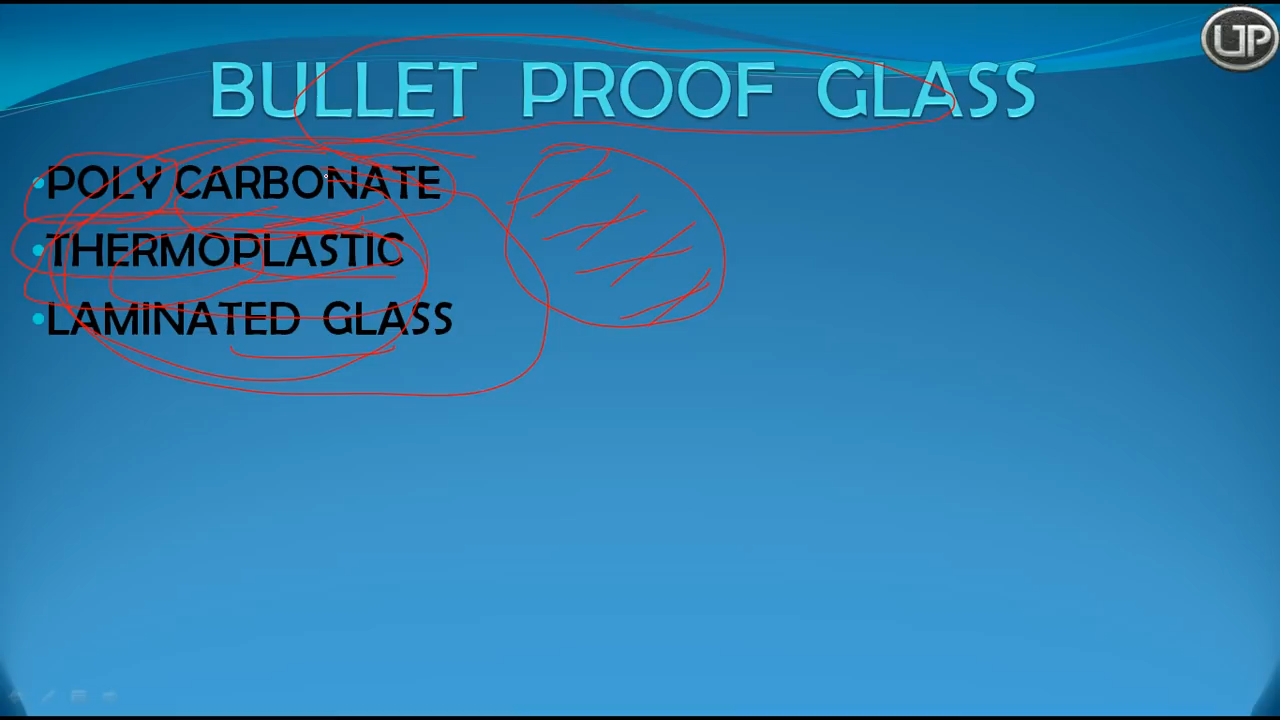 UP
BULLET PROOF GLASS
• POLY CARBONATE
• THERMOPLASTIC
• LAMINATED GLASS